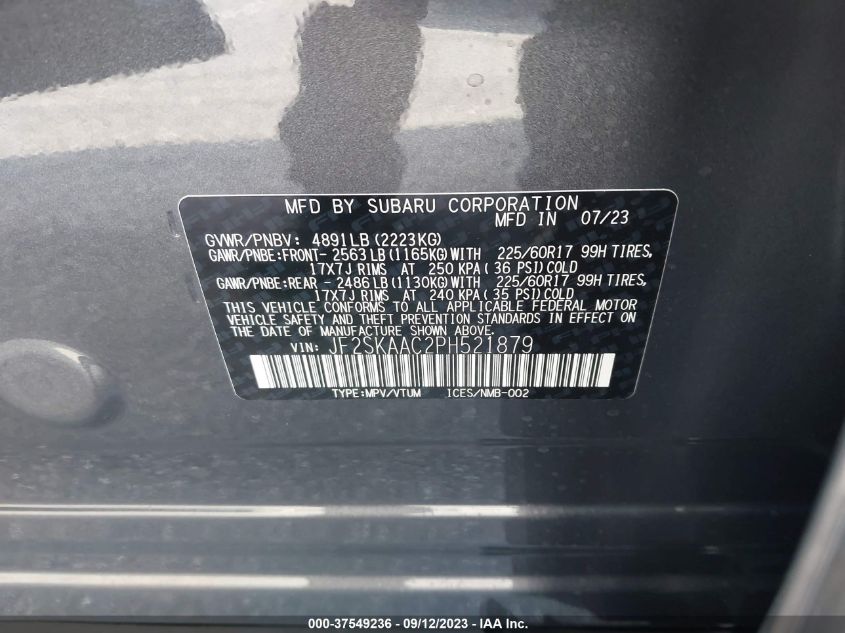 MFD BY SUBARU CORPORATION
MFD IN 07/23
GVWR/PNBV: 4891LB(2223KG)
GAWR/PNBE:FRONT- 2563LB(1165KG)WITH 225/60R17 99H TIRES,
17X7J RIMS AT 250 KPA( 36 PSI)COLD
GAWR/PNBE:REAR -2486LB(1130KG)WITH 225/60R17 99H TIRES,
17X7J RIMS AT 240 KPA( 35 PSI)COLD
THIS VEHICLE CONFORMS TO ALL APPLICABLE FEDERAL MOTOR
VEHICLE SAFETY AND THEFT PREVENTION STANDARDS IN EFFECT ON
THE DATE OF MANUFACTURE SHOWN ABOVE.
VIN: JF2SKAAC2PH521879
TYPE:MPV/VTUM ICES/NMB-002
000-37549236 - 09/12/2023 - IAA Inc.